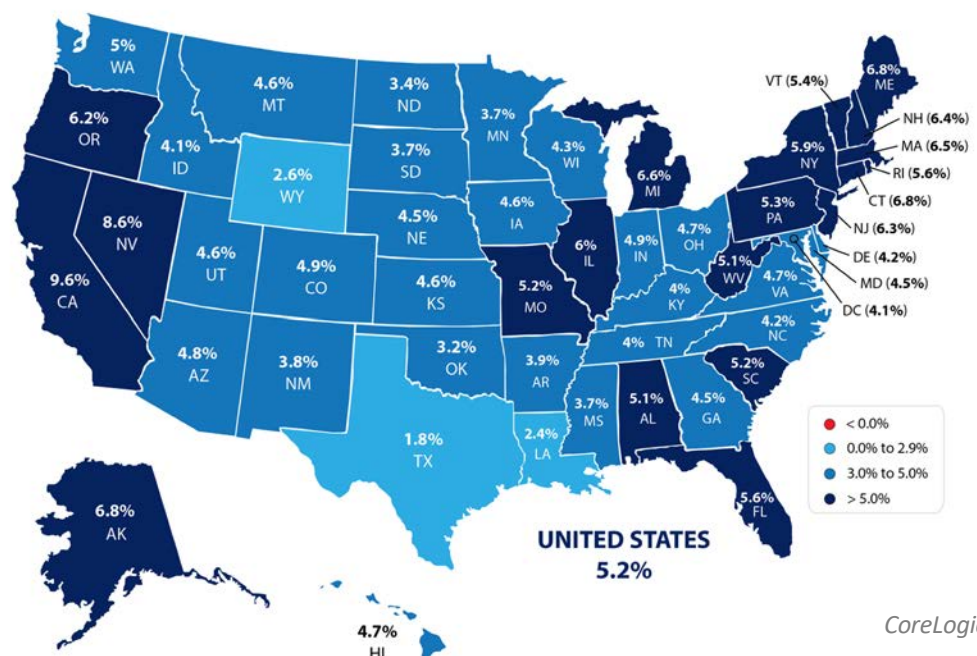 5%
WA
6.2%
OR
9.6%
CA
8.6%
NV
4.1%
ID
4.6%
MT
2.6%
WY
4.6%
UT
4.9%
CO
4.8%
AZ
3.8%
NM
3.4%
ND
3.7%
SD
4.5%
NE
4.6%
KS
3.2%
OK
1.8%
TX
3.7%
MN
4.6%
IA
5.2%
MO
3.9%
AR
2.4%
LA
4.3%
WI
6%
IL
6.6%
MI
4.9%
IN
4.7%
OH
4%
KY
4% TN
3.7%
MS
5.1%
AL
4.5%
GA
5.6%
FL
5.2%
SC
4.2%
NC
4.7%
VA
5.1%
WV
5.3%
PA
5.9%
NY
6.8%
ME
VT (5.4%)
NH (6.4%)
MA (6.5%)
RI (5.6%)
CT (6.8%)
NJ (6.3%)
DE (4.2%)
MD (4.5%)
DC (4.1%)
6.8%
AK
4.7%
HI
UNITED STATES
5.2%
< 0.0%
0.0% to 2.9%
3.0% to 5.0%
> 5.0%
CoreLogic